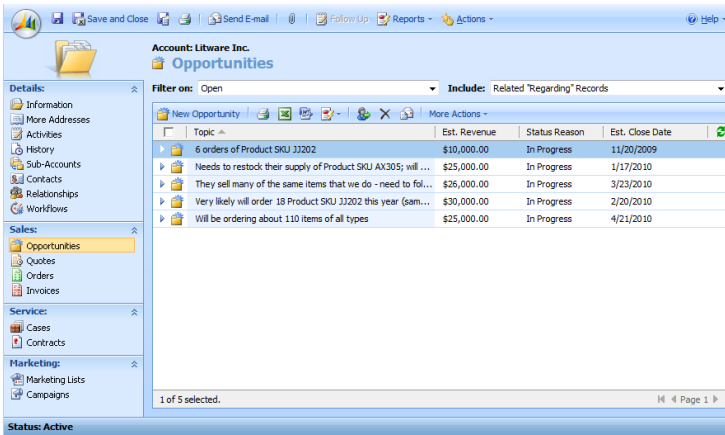 Save and Close Send E-mail Follow Up Reports Actions Help
Account: Litware Inc.
Opportunities
Details:
Information
More Addresses
Activities
History
Sub-Accounts
Contacts
Relationships
Workflows
Sales:
Opportunities
Quotes
Orders
Invoices
Service:
Cases
Contracts
Marketing:
Marketing Lists
Campaigns
Filter on: Open Include: Related "Regarding" Records
New Opportunity More Actions
Topic Est. Revenue Status Reason Est. Close Date
6 orders of Product SKU JJ202 $10,000.00 In Progress 11/20/2009
Needs to restock their supply of Product SKU AX305; will ... $25,000.00 In Progress 1/17/2010
They sell many of the same items that we do - need to fol... $26,000.00 In Progress 3/23/2010
Very likely will order 18 Product SKU JJ202 this year (sam... $30,000.00 In Progress 2/20/2010
Will be ordering about 110 items of all types $25,000.00 In Progress 4/21/2010
1 of 5 selected. Page 1
Status: Active